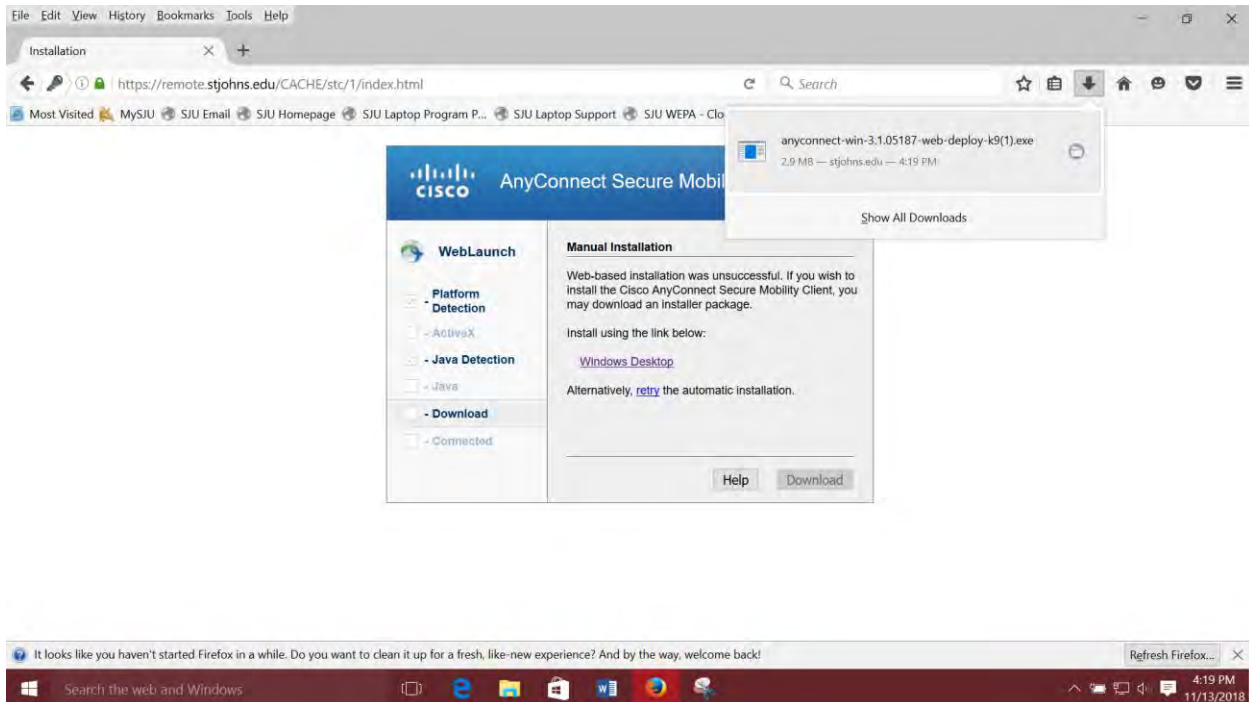 File Edit View History Bookmarks Tools Help
Installation
https://remote.stjohns.edu/CACHE/stc/1/index.html
Search
Most Visited MySJU SJU Email SJU Homepage SJU Laptop Program P... SJU Laptop Support SJU WEPA - Clo
anyconnect-win-3.1.05187-web-deploy-k9(1).exe
2.9 MB — stjohns.edu — 4:19 PM
Show All Downloads
CISCO
AnyConnect Secure Mobil
WebLaunch
- Platform
Detection
- ActiveX
- Java Detection
- Java
- Download
- Connected
Manual Installation
Web-based installation was unsuccessful. If you wish to
install the Cisco AnyConnect Secure Mobility Client, you
may download an installer package.
Install using the link below:
Windows Desktop
Alternatively, retry the automatic installation.
Help Download
It looks like you haven't started Firefox in a while. Do you want to clean it up for a fresh, like-new experience? And by the way, welcome back!
Refresh Firefox...
Search the web and Windows
4:19 PM
11/13/2018